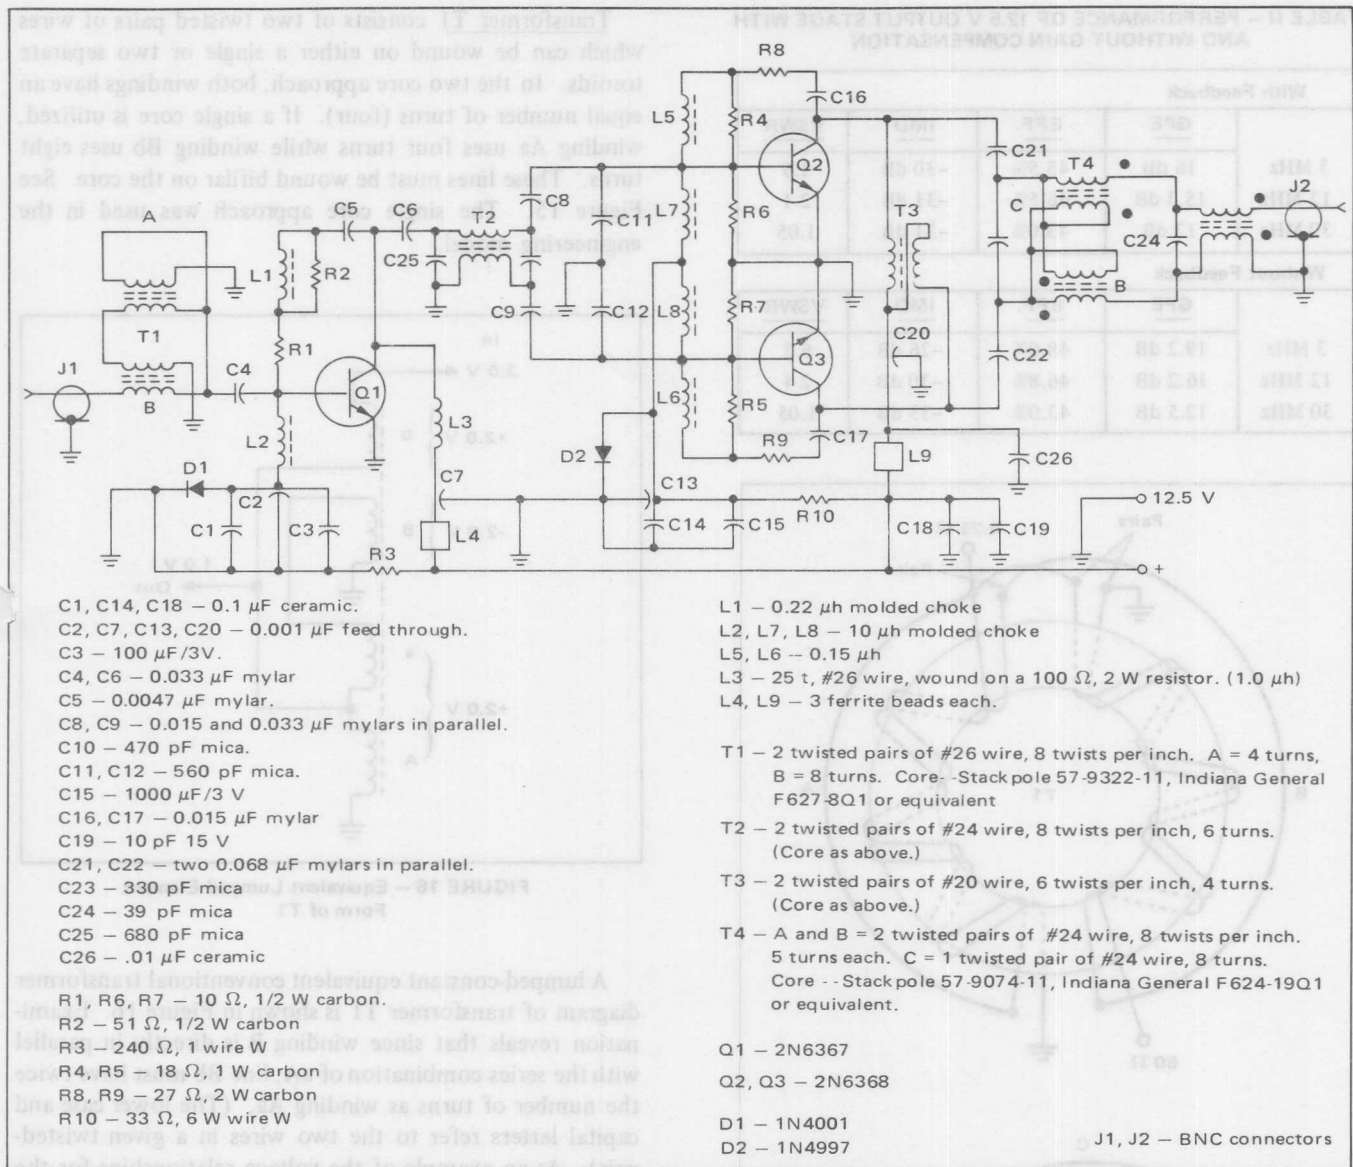 R8
C16
L5
R4
C21
T4
J2
Q2
A
C5
C6
T2
C8
C11
L7
R6
T3
C
C24
L1
R2
C25
T1
C9
C12
L8
R7
B
C20
R1
Q3
C22
J1
C4
Q1
B
L3
L6
R5
L2
R9
C17
L9
D2
C26
D1
C7
C13
12.5 V
C2
C1
C3
L4
C14
C15
R10
C18
C19
R3
+
C1, C14, C18 – 0.1 µF ceramic.
C2, C7, C13, C20 – 0.001 µF feed through.
C3 – 100 µF/3V.
C4, C6 – 0.033 µF mylar
C5 – 0.0047 µF mylar.
C8, C9 – 0.015 and 0.033 µF mylars in parallel.
C10 – 470 pF mica.
C11, C12 – 560 pF mica.
C15 – 1000 µF/3 V
C16, C17 – 0.015 µF mylar
C19 – 10 pF 15 V
C21, C22 – two 0.068 µF mylars in parallel.
C23 – 330 pF mica
C24 – 39 pF mica
C25 – 680 pF mica
C26 – .01 µF ceramic
R1, R6, R7 – 10 Ω, 1/2 W carbon.
R2 – 51 Ω, 1/2 W carbon
R3 – 240 Ω, 1 wire W
R4, R5 – 18 Ω, 1 W carbon
R8, R9 – 27 Ω, 2 W carbon
R10 – 33 Ω, 6 W wire W
L1 – 0.22 µh molded choke
L2, L7, L8 – 10 µh molded choke
L5, L6 – 0.15 µh
L3 – 25 t, #26 wire, wound on a 100 Ω, 2 W resistor. (1.0 µh)
L4, L9 – 3 ferrite beads each.
T1 – 2 twisted pairs of #26 wire, 8 twists per inch. A = 4 turns,
B = 8 turns. Core--Stackpole 57-9322-11, Indiana General
F627-8Q1 or equivalent
T2 – 2 twisted pairs of #24 wire, 8 twists per inch, 6 turns.
(Core as above.)
T3 – 2 twisted pairs of #20 wire, 6 twists per inch, 4 turns.
(Core as above.)
T4 – A and B = 2 twisted pairs of #24 wire, 8 twists per inch.
5 turns each. C = 1 twisted pair of #24 wire, 8 turns.
Core - - Stackpole 57-9074-11, Indiana General F624-19Q1
or equivalent.
Q1 – 2N6367
Q2, Q3 – 2N6368
D1 – 1N4001
D2 – 1N4997
J1, J2 – BNC connectors